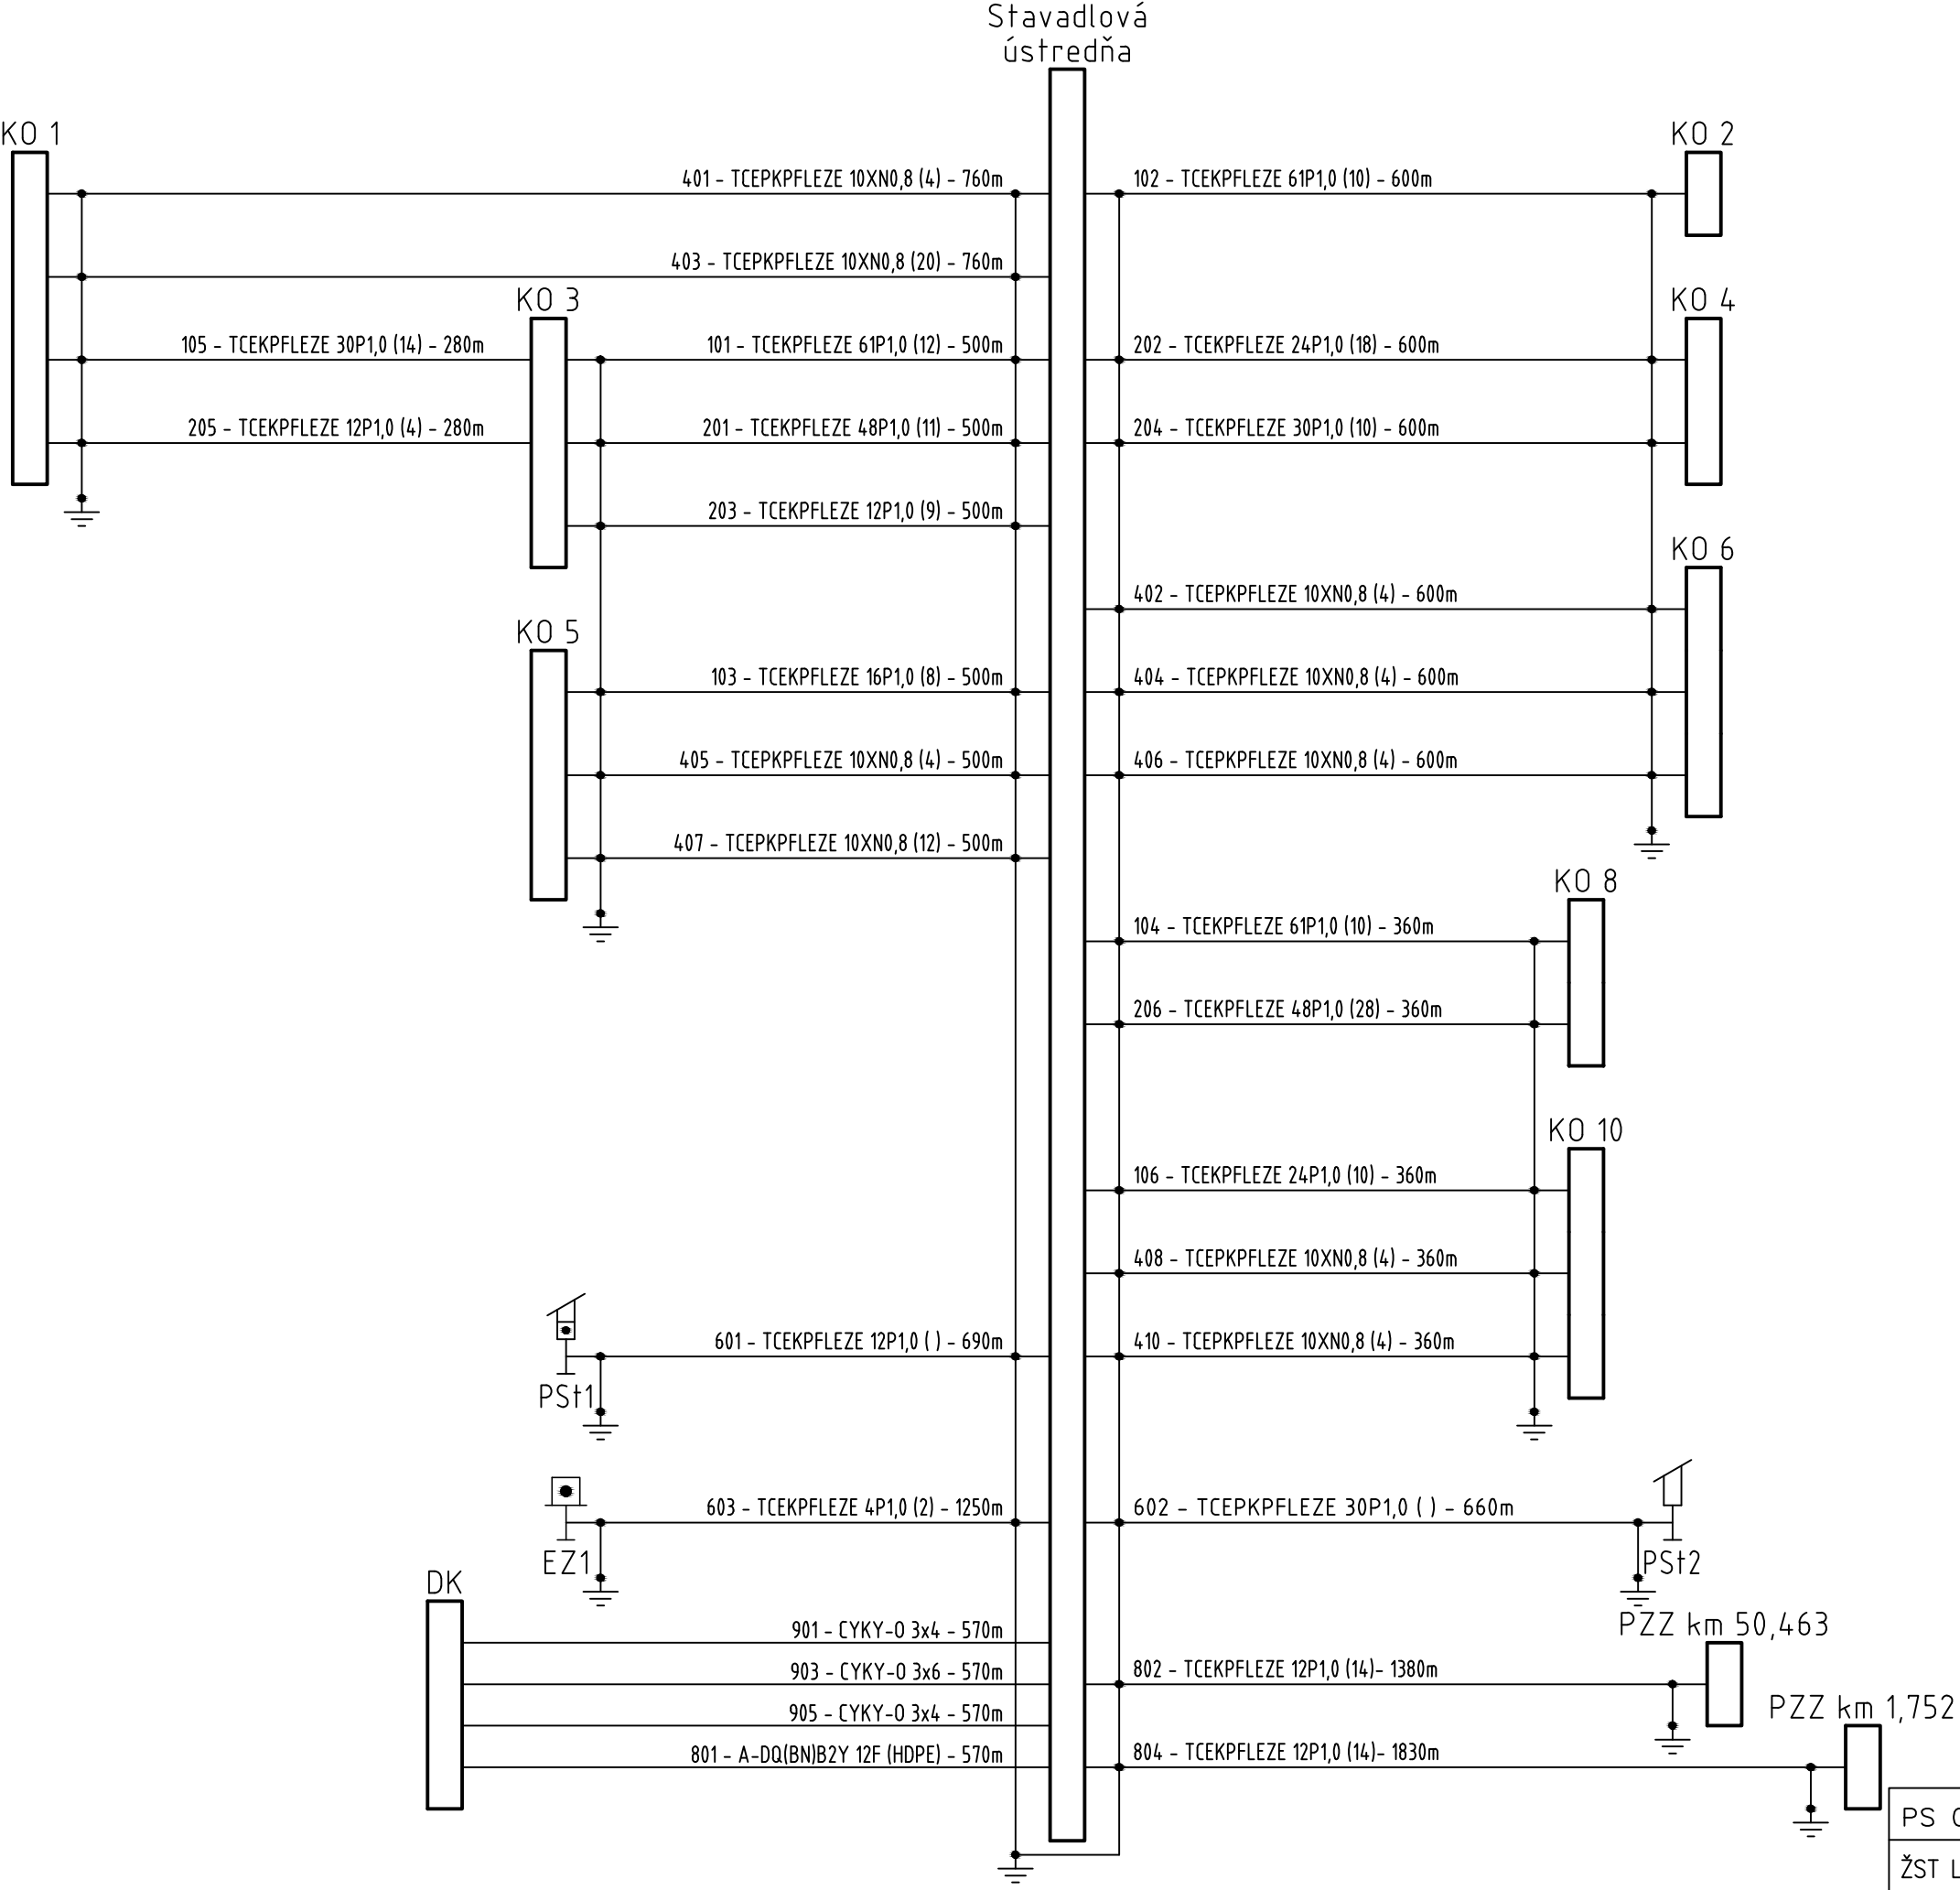 Stavadlová
ústredňa
KO 1
KO 2
401 - TCEPKPFLEZE 10XN0,8 (4) - 760m
102 - TCEKPFLEZE 61P1,0 (10) - 600m
403 - TCEPKPFLEZE 10XN0,8 (20) - 760m
KO 3
KO 4
105 - TCEKPFLEZE 30P1,0 (14) - 280m
101 - TCEKPFLEZE 61P1,0 (12) - 500m
202 - TCEKPFLEZE 24P1,0 (18) - 600m
205 - TCEKPFLEZE 12P1,0 (4) - 280m
201 - TCEKPFLEZE 48P1,0 (11) - 500m
204 - TCEKPFLEZE 30P1,0 (10) - 600m
203 - TCEKPFLEZE 12P1,0 (9) - 500m
KO 6
402 - TCEPKPFLEZE 10XN0,8 (4) - 600m
KO 5
103 - TCEKPFLEZE 16P1,0 (8) - 500m
404 - TCEPKPFLEZE 10XN0,8 (4) - 600m
405 - TCEPKPFLEZE 10XN0,8 (4) - 500m
406 - TCEPKPFLEZE 10XN0,8 (4) - 600m
407 - TCEPKPFLEZE 10XN0,8 (12) - 500m
KO 8
104 - TCEKPFLEZE 61P1,0 (10) - 360m
206 - TCEKPFLEZE 48P1,0 (28) - 360m
KO 10
106 - TCEKPFLEZE 24P1,0 (10) - 360m
408 - TCEPKPFLEZE 10XN0,8 (4) - 360m
601 - TCEKPFLEZE 12P1,0 ( ) - 690m
410 - TCEPKPFLEZE 10XN0,8 (4) - 360m
PSt1
603 - TCEKPFLEZE 4P1,0 (2) - 1250m
602 - TCEPKPFLEZE 30P1,0 ( ) - 660m
EZ1
PSt2
DK
PZZ km 50,463
901 - CYKY-O 3x4 - 570m
903 - CYKY-O 3x6 - 570m
802 - TCEKPFLEZE 12P1,0 (14)- 1380m
905 - CYKY-O 3x4 - 570m
PZZ km 1,752
801 - A-DQ(BN)B2Y 12F (HDPE) - 570m
804 - TCEKPFLEZE 12P1,0 (14)- 1830m
PS
ŽST